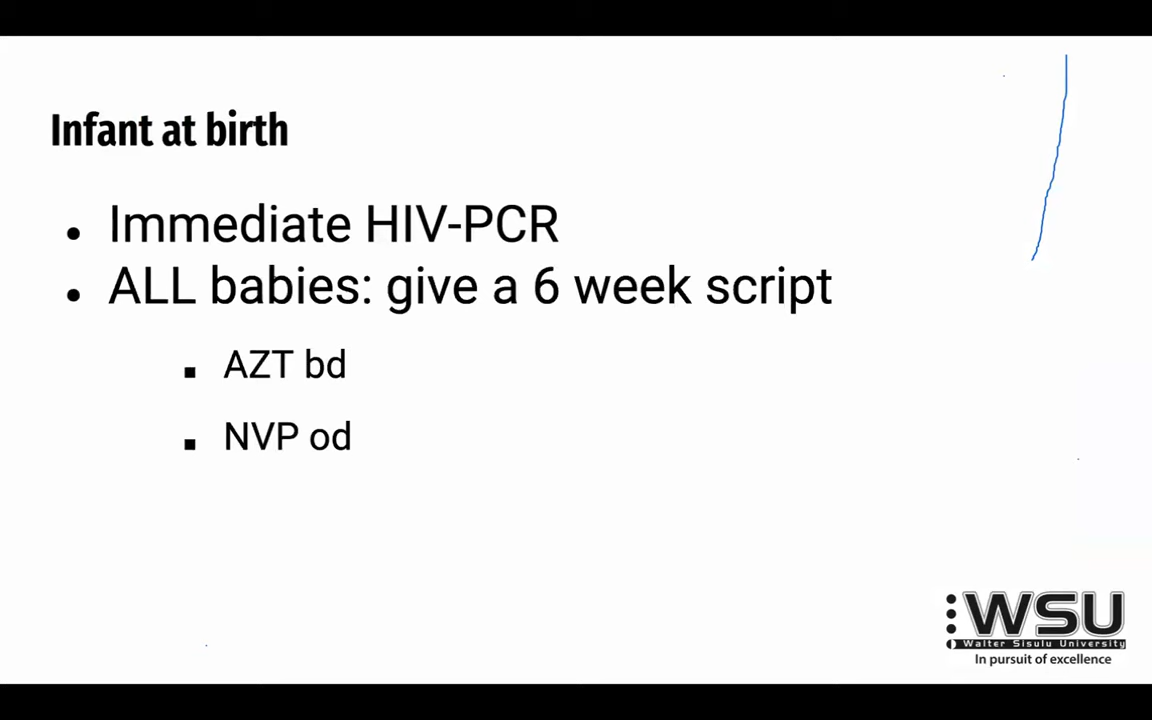 Infant at birth
• Immediate HIV-PCR
• ALL babies: give a 6 week script
▪ AZT bd
▪ NVP od
WSU
Walter Sisulu University
In pursuit of excellence